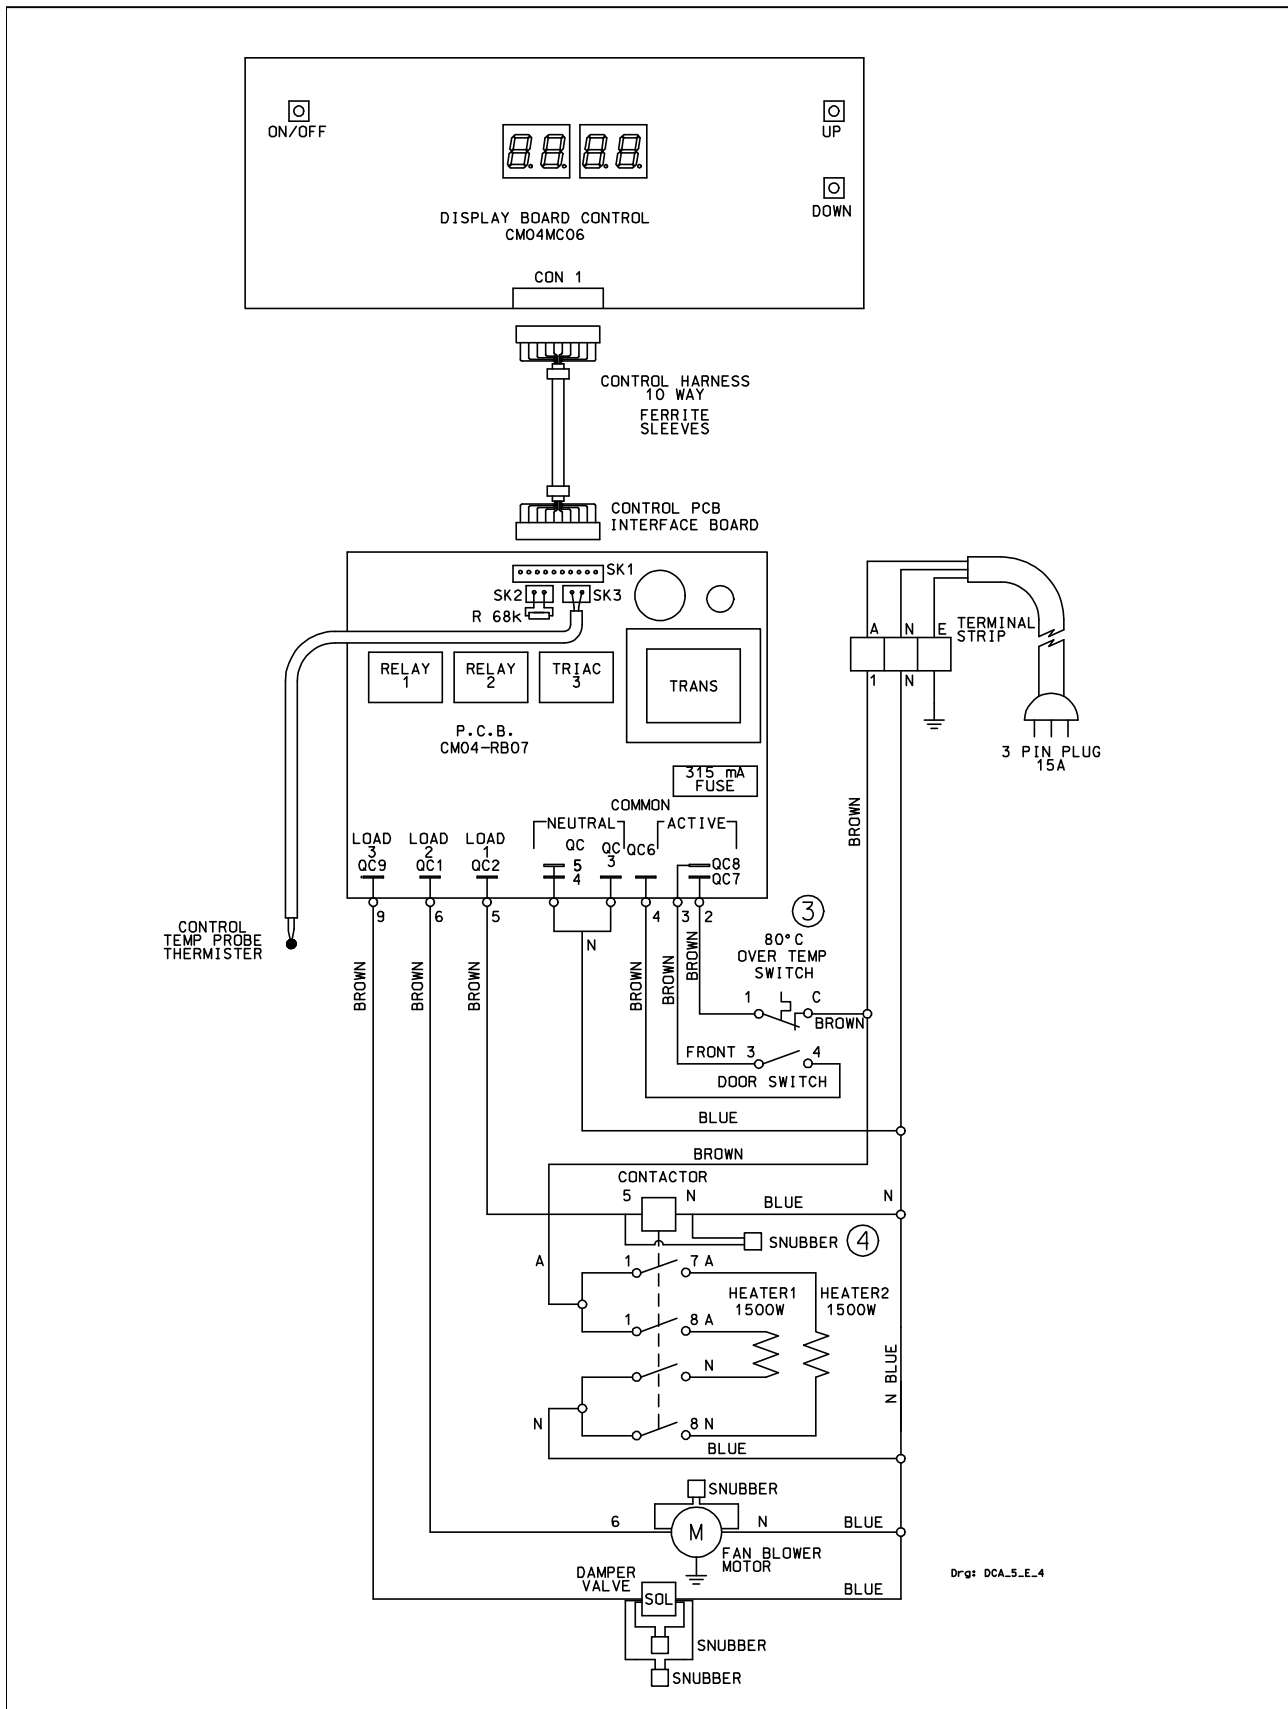 ON/OFF
UP
DOWN
8.8. 8.8.
DISPLAY BOARD CONTROL
CM04MC06
CON 1
CONTROL HARNESS
10 WAY
FERRITE
SLEEVES
CONTROL PCB
INTERFACE BOARD
SK1
SK2
SK3
R 68k
RELAY
1
RELAY
2
TRIAC
3
TRANS
P.C.B.
CM04-RB07
315 mA
FUSE
COMMON
NEUTRAL
ACTIVE
LOAD
3
QC9
LOAD
2
QC1
LOAD
1
QC2
QC
5
4
QC
3
QC6
QC8
QC7
A
N
E
TERMINAL
STRIP
1
N
3 PIN PLUG
15A
BROWN
9
6
5
N
4
3
2
CONTROL
TEMP PROBE
THERMISTER
BROWN
BROWN
BROWN
BROWN
BROWN
BROWN
3
80°C
OVER TEMP
SWITCH
1
C
BROWN
FRONT 3
4
DOOR SWITCH
BLUE
BROWN
CONTACTOR
5
N
BLUE
N
SNUBBER
4
A
1
7 A
HEATER1
1500W
HEATER2
1500W
1
8 A
N
N
8 N
BLUE
N BLUE
SNUBBER
6
M
N
BLUE
FAN BLOWER
MOTOR
DAMPER
VALVE
SOL
BLUE
SNUBBER
SNUBBER
Drg: DCA_5_E_4